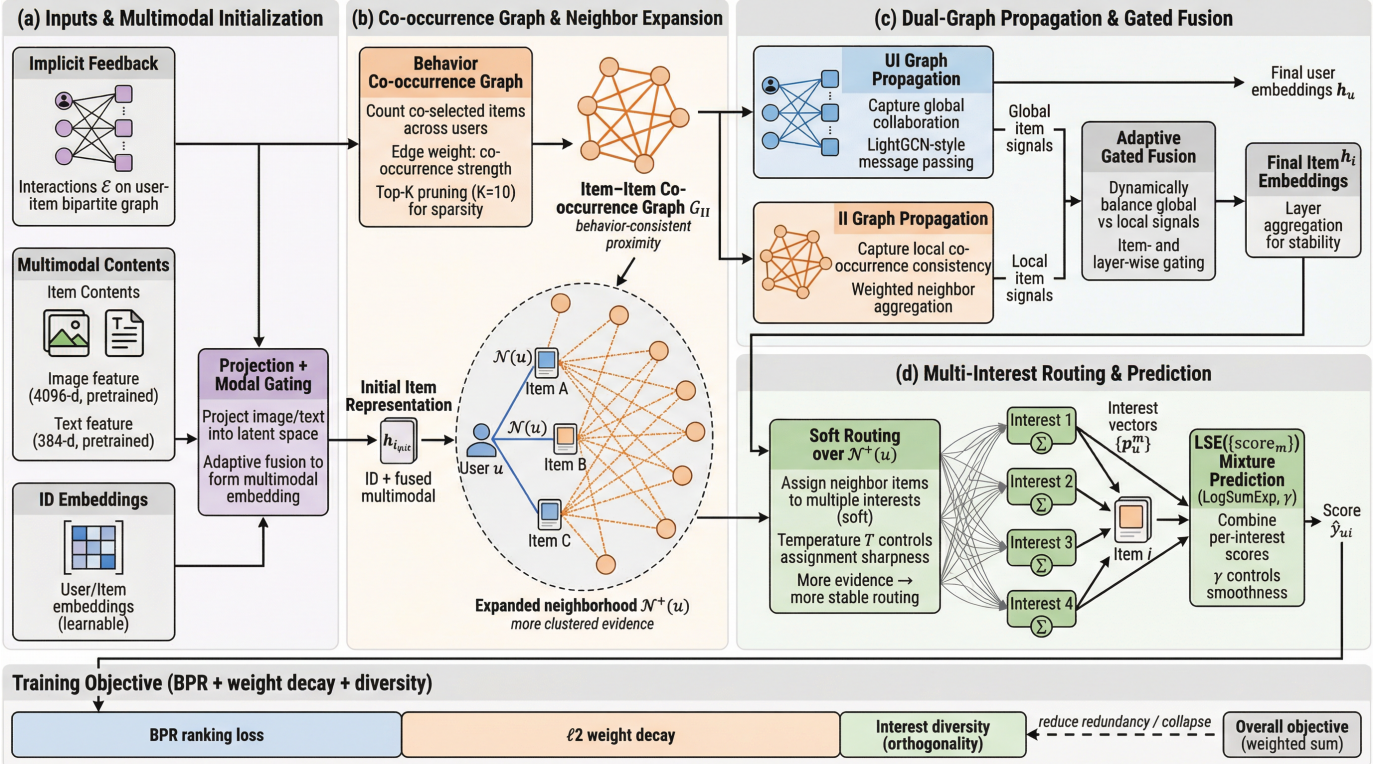 (a) Inputs & Multimodal Initialization
Implicit Feedback
Interactions ℰ on user-
item bipartite graph
Multimodal Contents
Item Contents
T
Image feature
(4096-d, pretrained)
Text feature
(384-d, pretrained)
ID Embeddings
User/Item
embeddings
(learnable)
Projection +
Modal Gating
Project image/text
into latent space
Adaptive fusion to
form multimodal
embedding
(b) Co-occurrence Graph & Neighbor Expansion
Behavior
Co-occurrence Graph
Count co-selected items
across users
Edge weight: co-
occurrence strength
Top-K pruning (K=10)
for sparsity
Item–Item Co-
occurrence Graph G_II
behavior-consistent
proximity
Initial Item
Representation
h_i_init
ID + fused
multimodal
User u
𝒩(u)
Item A
𝒩(u)
Item B
Item C
Expanded neighborhood 𝒩⁺(u)
more clustered evidence
(c) Dual-Graph Propagation & Gated Fusion
UI Graph
Propagation
Capture global
collaboration
LightGCN-style
message passing
II Graph Propagation
Capture local co-
occurrence consistency
Weighted neighbor
aggregation
Global
item
signals
Local
item
signals
Adaptive
Gated Fusion
Dynamically
balance global
vs local signals
Item- and
layer-wise gating
Final user
embeddings h_u
Final Item h_i
Embeddings
Layer
aggregation
for stability
(d) Multi-Interest Routing & Prediction
Soft Routing
over 𝒩⁺(u)
Assign neighbor items
to multiple interests
(soft)
Temperature T controls
assignment sharpness
More evidence →
more stable routing
Interest 1
Σ
Interest 2
Σ
Interest 3
Σ
Interest 4
Σ
Interest
vectors
{p_u^m}
Item i
LSE({score_m})
Mixture
Prediction
(LogSumExp, γ)
Combine
per-interest
scores
γ controls
smoothness
Score
ŷ_ui
Training Objective (BPR + weight decay + diversity)
BPR ranking loss
ℓ2 weight decay
Interest diversity
(orthogonality)
reduce redundancy / collapse
Overall objective
(weighted sum)